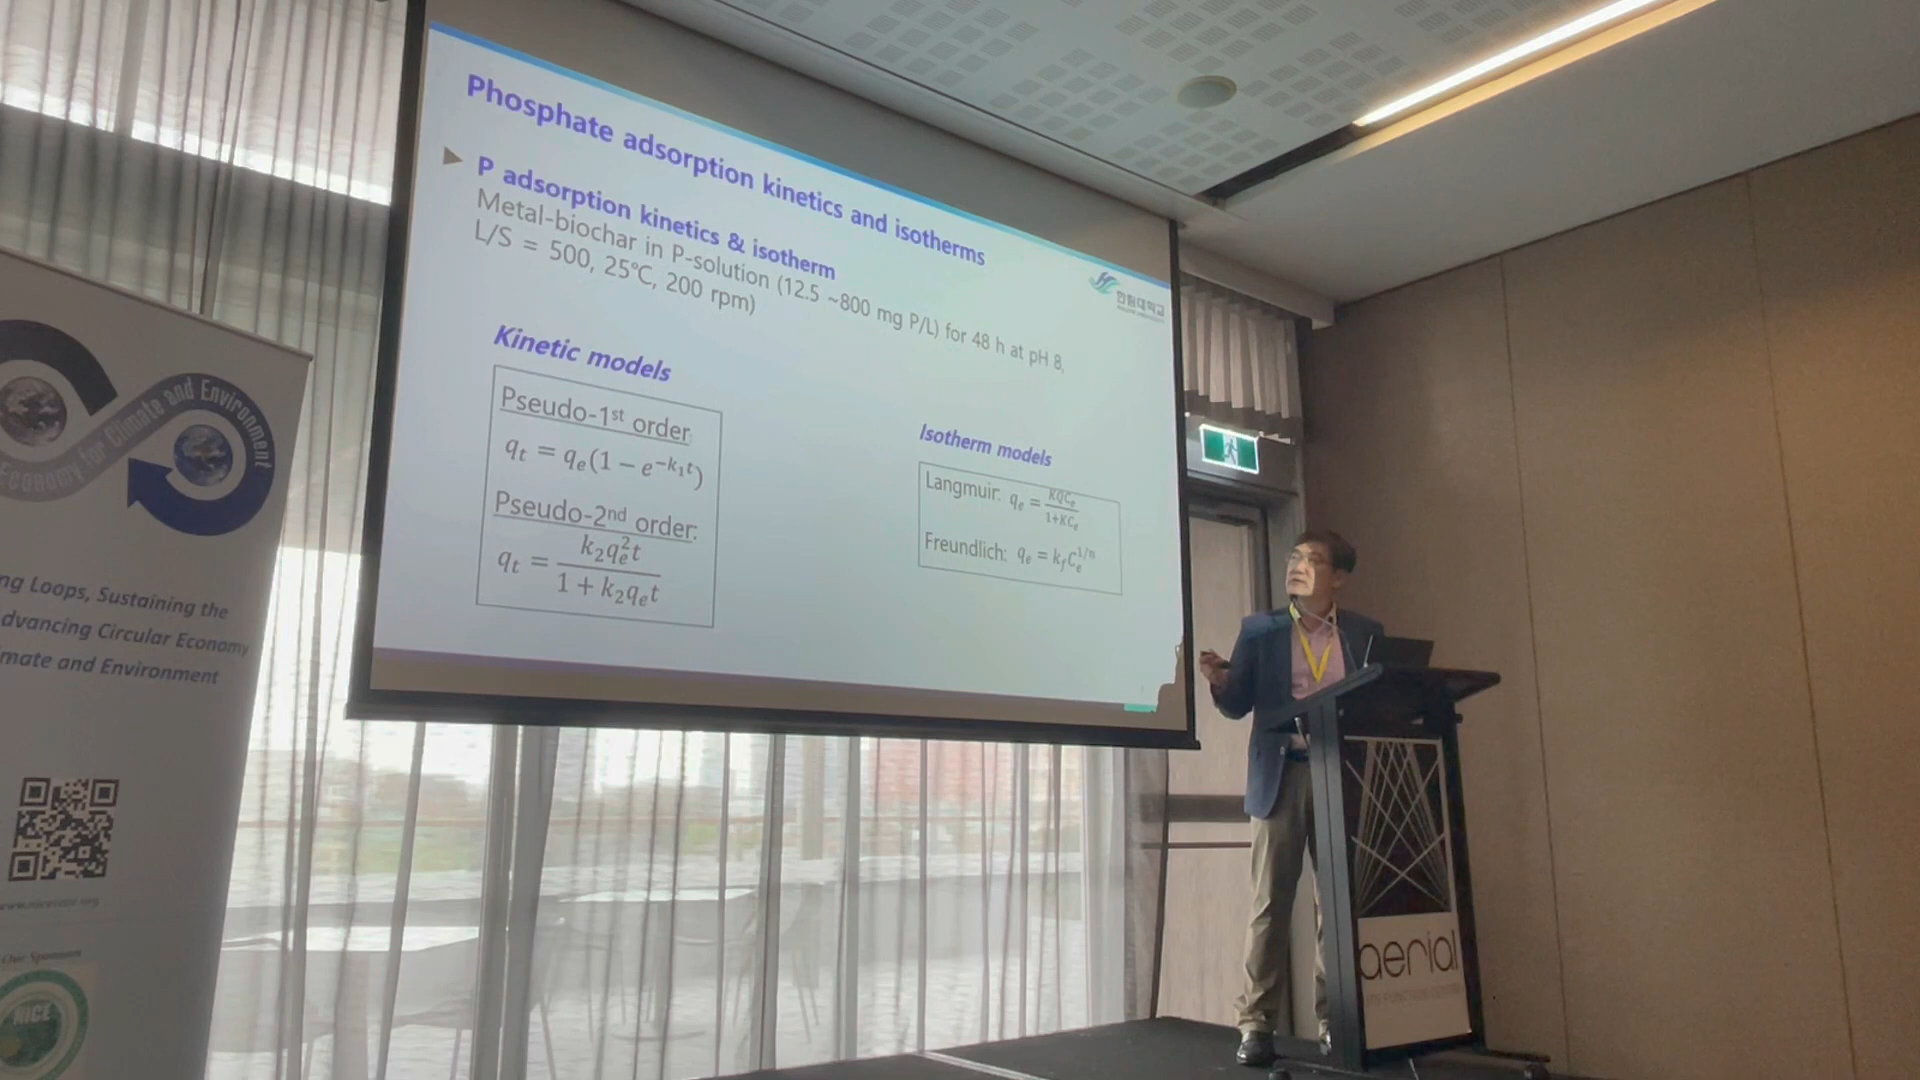 Phosphate adsorption kinetics and isotherms
P adsorption kinetics & isotherm
Metal-biochar in P-solution (12.5 ~800 mg P/L) for 48 h at pH 8,
L/S = 500, 25℃, 200 rpm)
한림대학교
Kinetic models
Pseudo-1st order:
qt = qe(1 − e^−k₁t)
Pseudo-2nd order:
qt = k₂qe²t / 1 + k₂qet
Isotherm models
Langmuir: qe = KQCe / 1+KCe
Freundlich: qe = kfCe^1/n
Economy for Climate and Environment
ng Loops, Sustaining the
dvancing Circular Economy
mate and Environment
Our Sponsors
NICE
aerial